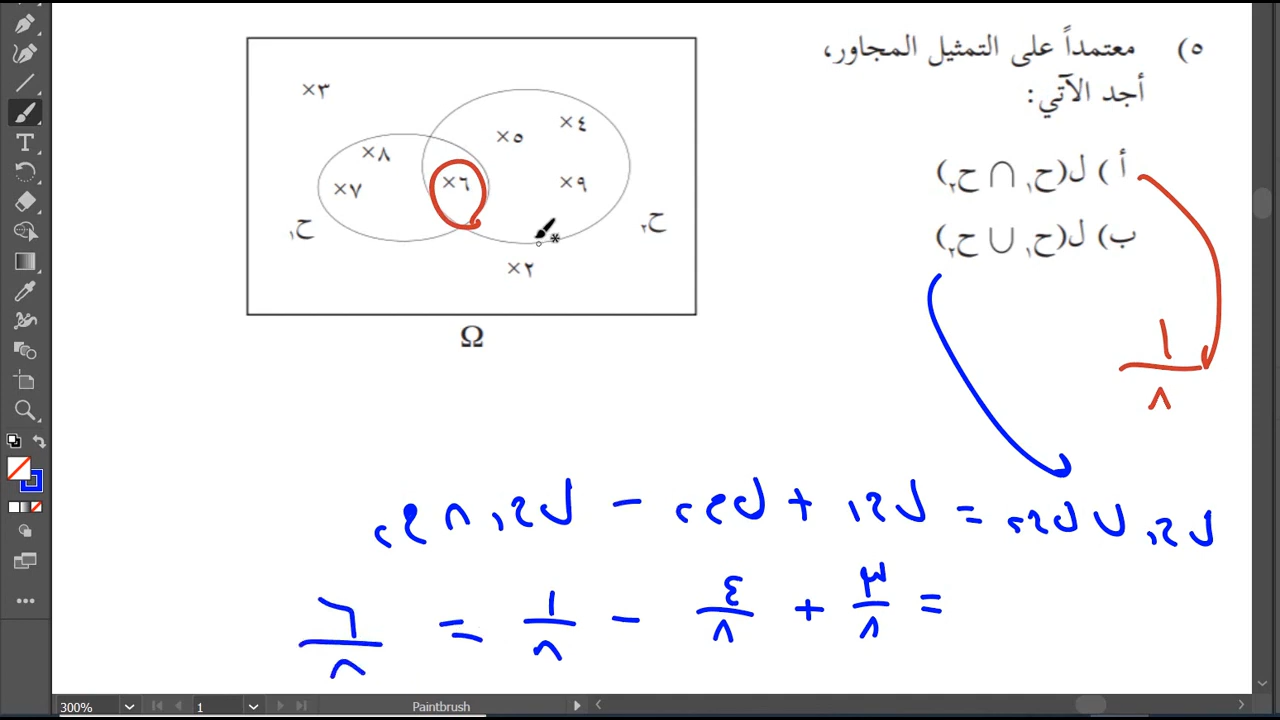 ٥) معتمداً على التمثيل المجاور،
أجد الآتي:
أ) ل(ح١ ∩ ح٢)
ب) ل(ح١ ∪ ح٢)
×٣
×٤
×٥
×٨
×٦
×٩
×٧
ح١
ح٢
×٢
Ω
١/٨
ل ح١ ∪ ل ح٢ = ل ح١ + ل ح٢ − ل ح١ ∩ ح٢
= ٣/٨ + ٤/٨ − ١/٨ = ٦/٨
300%
1
Paintbrush